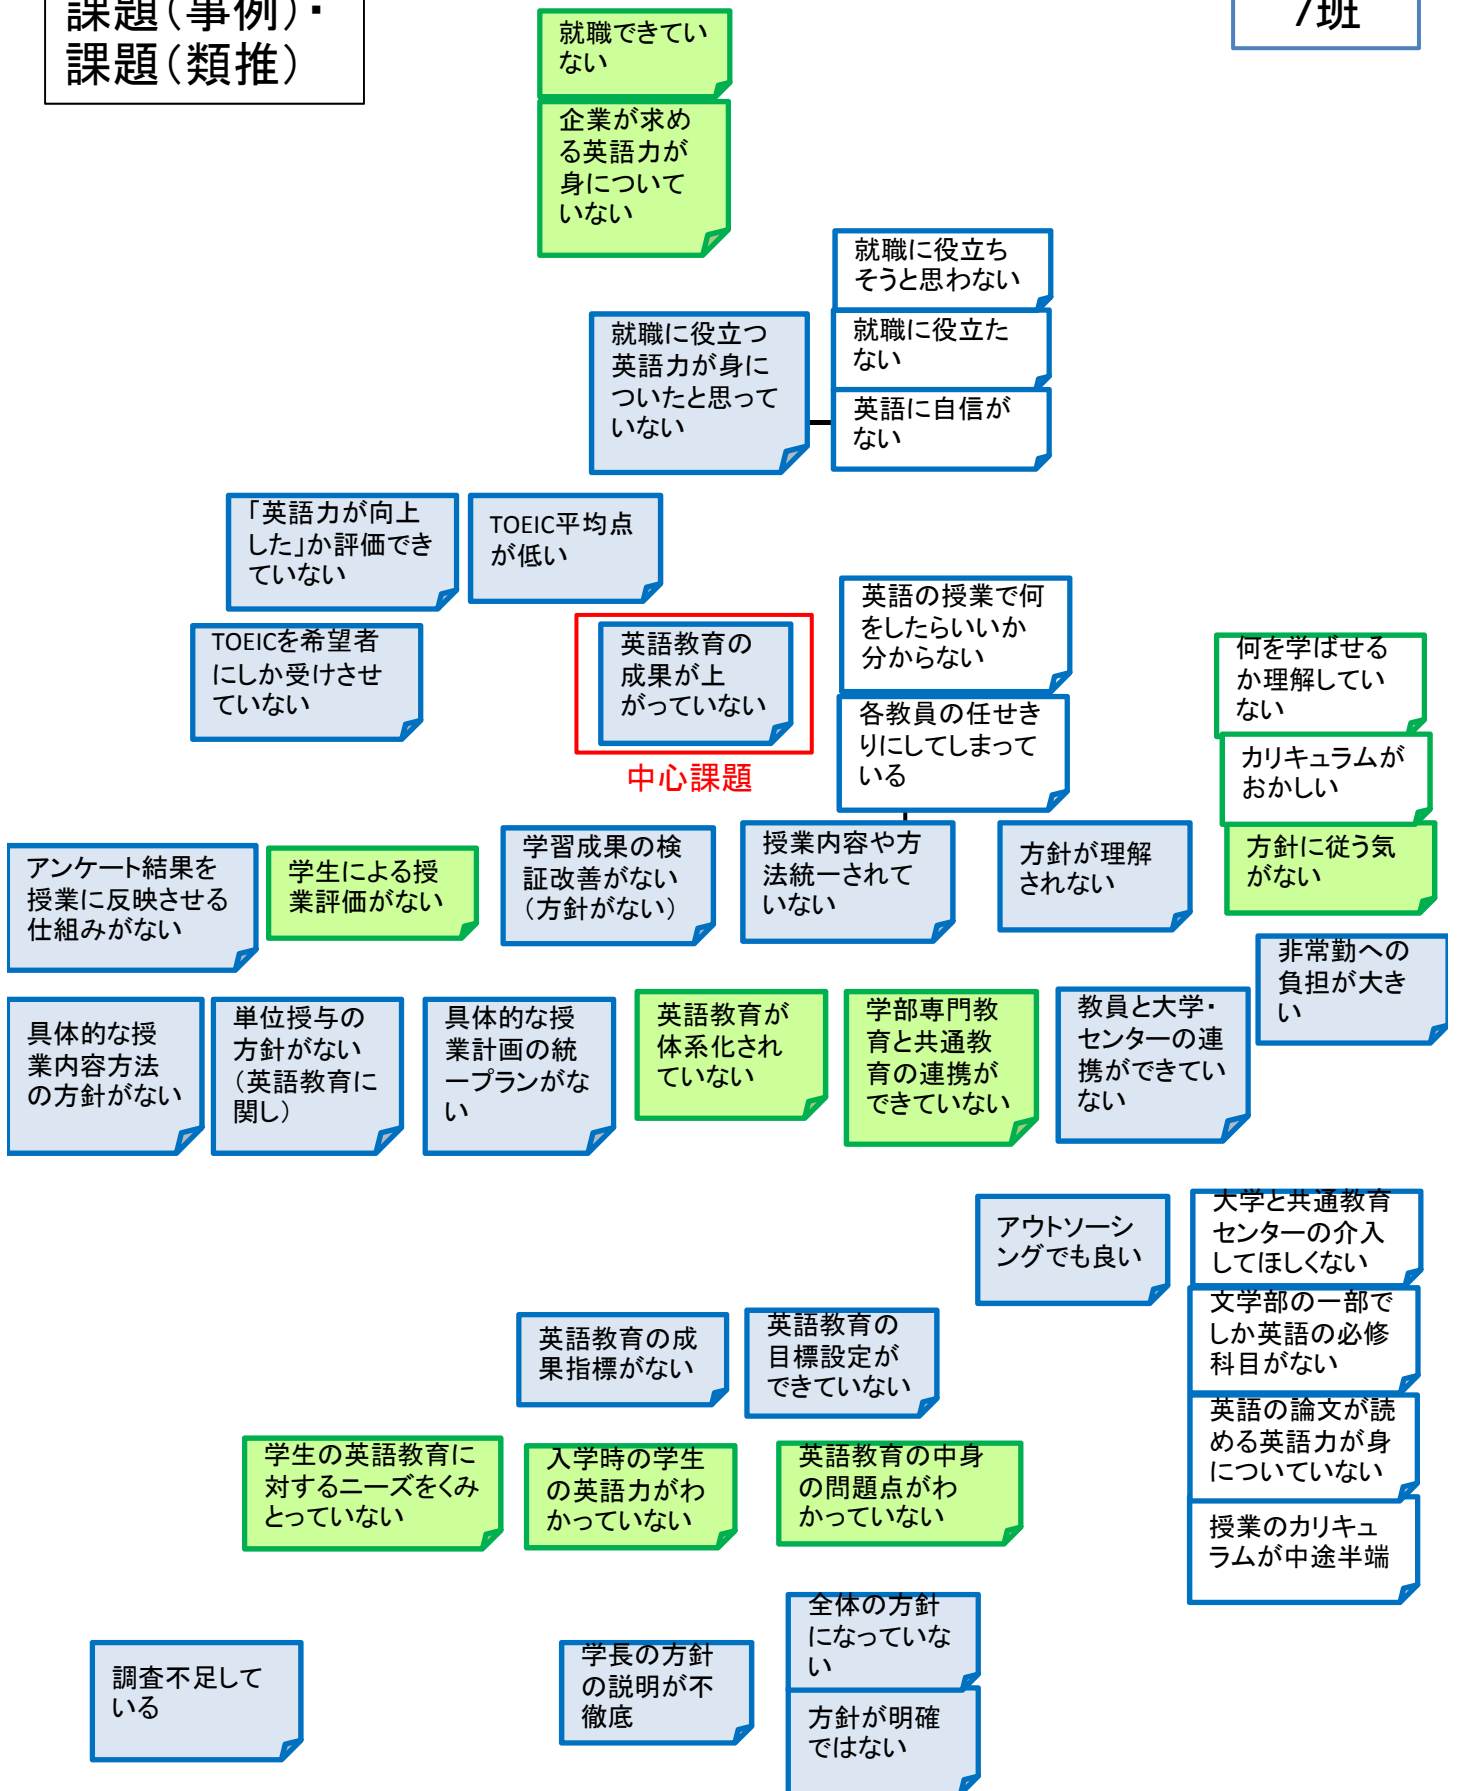 課題(事例)・
課題(類推)
7班
就職できてい
ない
企業が求め
る英語力が
身について
いない
就職に役立ち
そうと思わない
就職に役立た
ない
英語に自信が
ない
就職に役立つ
英語力が身に
ついたと思って
いない
「英語力が向上
した」か評価でき
ていない
TOEIC平均点
が低い
TOEICを希望者
にしか受けさせ
ていない
英語教育の
成果が上
がっていない
中心課題
英語の授業で何
をしたらいいか
分からない
各教員の任せき
りにしてしまって
いる
何を学ばせる
か理解してい
ない
カリキュラムが
おかしい
方針に従う気
がない
アンケート結果を
授業に反映させる
仕組みがない
学生による授
業評価がない
学習成果の検
証改善がない
(方針がない)
授業内容や方
法統一されて
いない
方針が理解
されない
非常勤への
負担が大き
い
具体的な授
業内容方法
の方針がない
単位授与の
方針がない
(英語教育に
関し)
具体的な授
業計画の統
一プランがな
い
英語教育が
体系化され
ていない
学部専門教
育と共通教
育の連携が
できていない
教員と大学・
センターの連
携ができてい
ない
アウトソーシ
ングでも良い
大学と共通教育
センターの介入
してほしくない
文学部の一部で
しか英語の必修
科目がない
英語の論文が読
める英語力が身
についていない
授業のカリキュ
ラムが中途半端
英語教育の成
果指標がない
英語教育の
目標設定が
できていない
学生の英語教育に
対するニーズをくみ
とっていない
入学時の学生
の英語力がわ
かっていない
英語教育の中身
の問題点がわ
かっていない
調査不足して
いる
学長の方針
の説明が不
徹底
全体の方針
になっていな
い
方針が明確
ではない